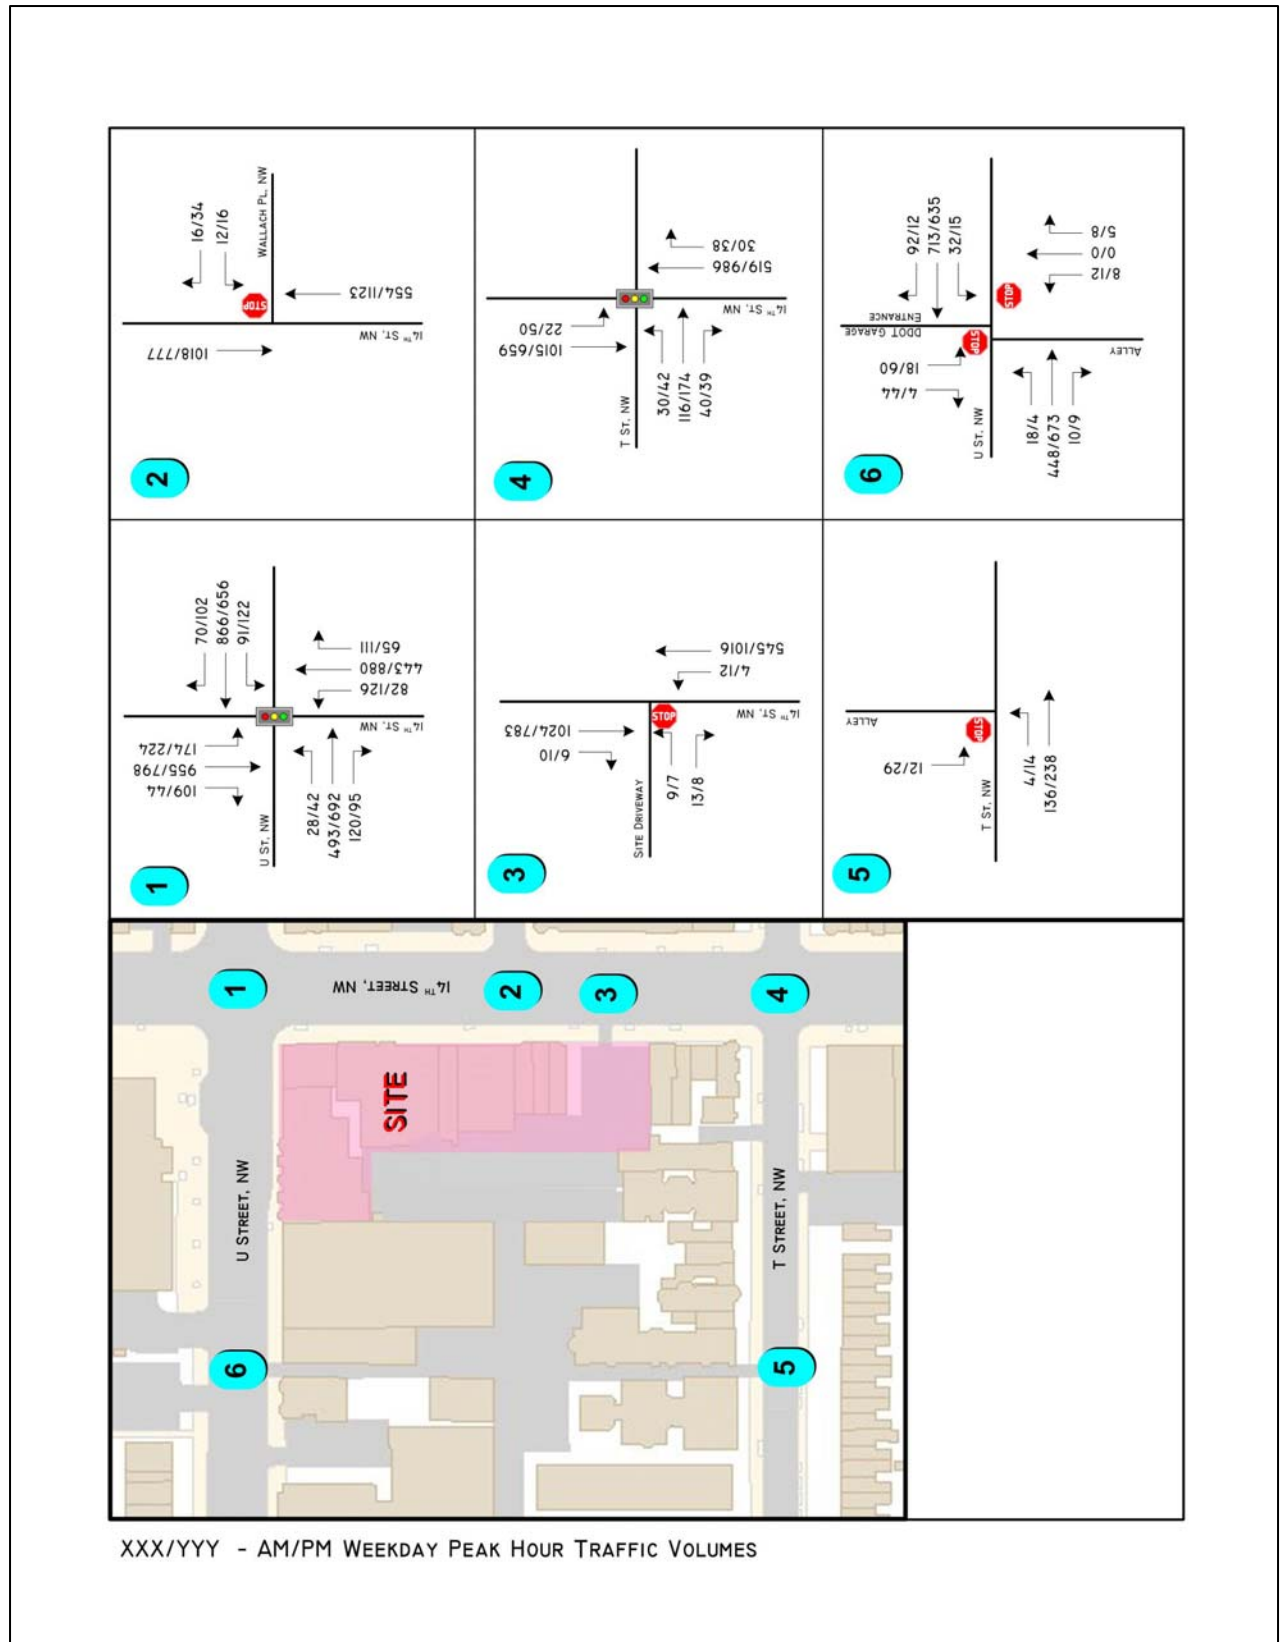 2
16/34
12/16
WALLACH PL, NW
STOP
554/1123
14TH ST, NW
1018/777
4
30/38
519/986
14TH ST, NW
22/50
1015/659
T ST, NW
30/42
116/174
40/39
6
92/12
713/635
32/15
5/8
0/0
8/12
STOP
DDOT GARAGE
ENTRANCE
STOP
ALLEY
18/60
4/44
U ST, NW
18/4
448/673
10/9
1
70/102
866/656
91/122
65/111
443/880
82/126
14TH ST, NW
174/224
955/798
109/44
U ST, NW
28/42
493/692
120/95
3
545/1016
4/12
14TH ST, NW
STOP
1024/783
6/10
SITE DRIVEWAY
9/7
13/8
5
ALLEY
STOP
12/29
T ST, NW
4/14
136/238
1
14TH STREET, NW
2
3
4
SITE
U STREET, NW
T STREET, NW
6
5
XXX/YYY - AM/PM WEEKDAY PEAK HOUR TRAFFIC VOLUMES